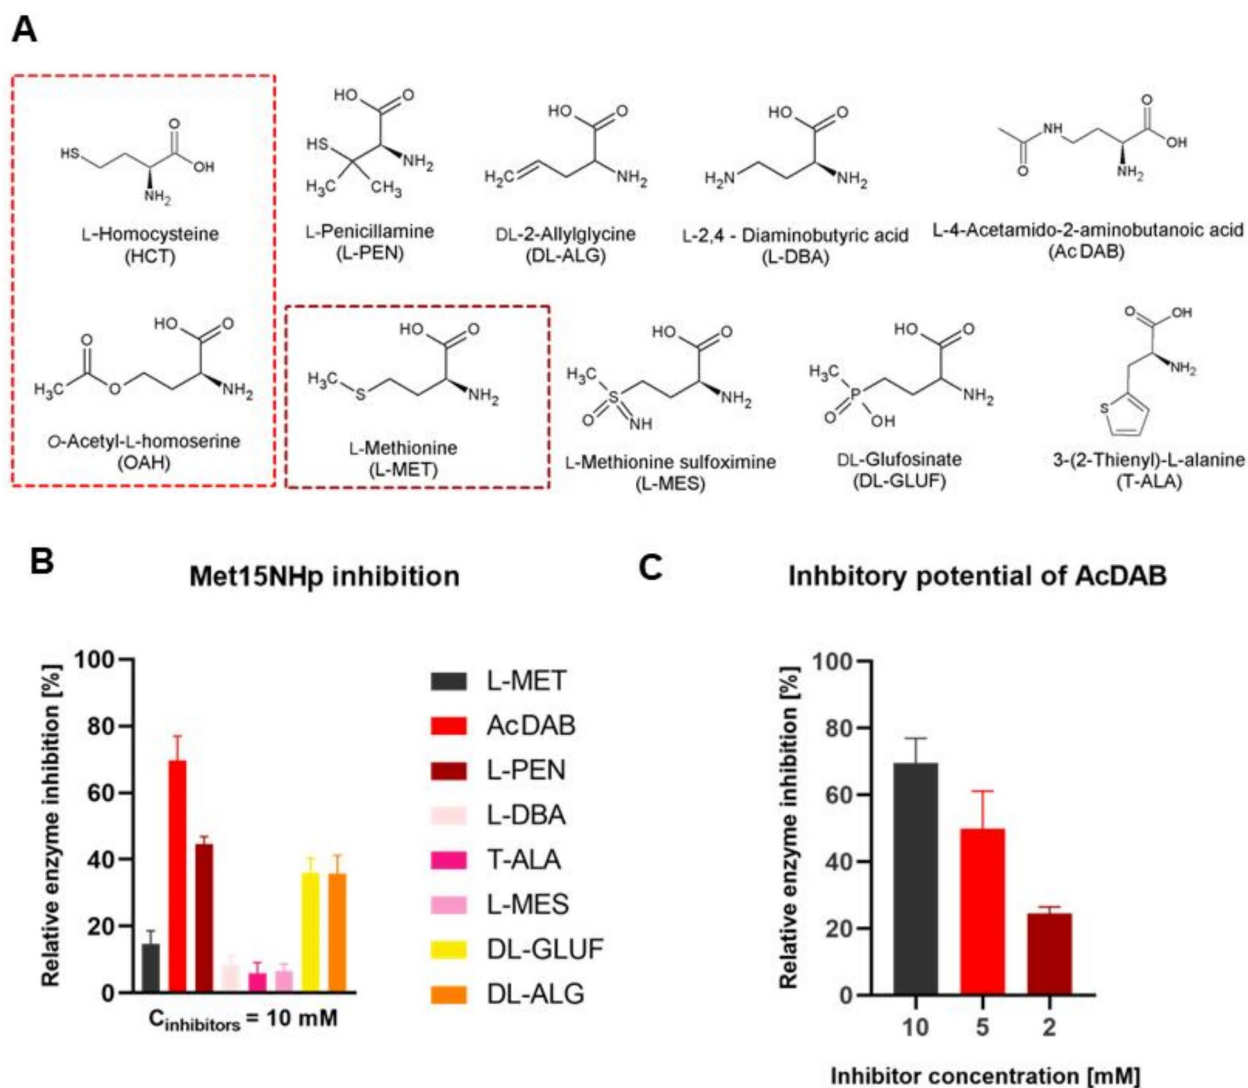 A
HS
O
OH
NH2
L-Homocysteine
(HCT)
HO
O
HS
NH2
H3C
CH3
L-Penicillamine
(L-PEN)
HO
O
H2C
NH2
DL-2-Allylglycine
(DL-ALG)
HO
O
H2N
NH2
L-2,4 - Diaminobutyric acid
(L-DBA)
O
NH
OH
O
NH2
L-4-Acetamido-2-aminobutanoic acid
(AcDAB)
HO
O
O
H3C
O
NH2
O-Acetyl-L-homoserine
(OAH)
HO
O
H3C
S
NH2
L-Methionine
(L-MET)
HO
O
H3C
S
NH2
O
NH
L-Methionine sulfoximine
(L-MES)
HO
O
H3C
P
NH2
O
OH
DL-Glufosinate
(DL-GLUF)
O
OH
NH2
S
3-(2-Thienyl)-L-alanine
(T-ALA)
B
Met15NHp inhibition
Relative enzyme inhibition [%]
100
80
60
40
20
0
Cinhibitors = 10 mM
L-MET
AcDAB
L-PEN
L-DBA
T-ALA
L-MES
DL-GLUF
DL-ALG
C
Inhbitory potential of AcDAB
Relative enzyme inhibition [%]
100
80
60
40
20
0
10 5 2
Inhibitor concentration [mM]